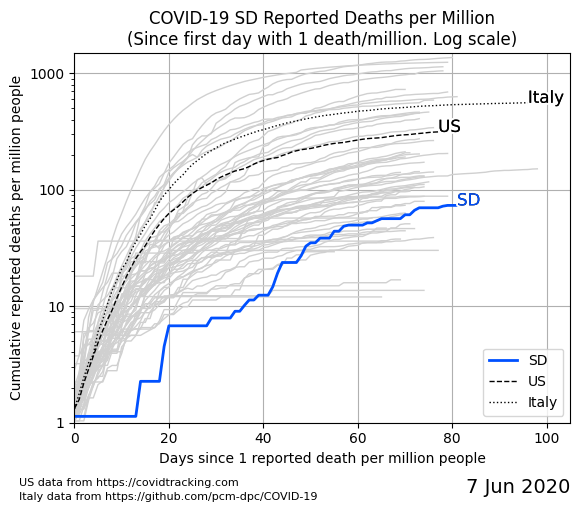 COVID-19 SD Reported Deaths per Million
(Since first day with 1 death/million. Log scale)
Cumulative reported deaths per million people
1000
100
10
1
Italy
US
SD
SD
US
Italy
0
20
40
60
80
100
Days since 1 reported death per million people
US data from https://covidtracking.com
Italy data from https://github.com/pcm-dpc/COVID-19
7 Jun 2020